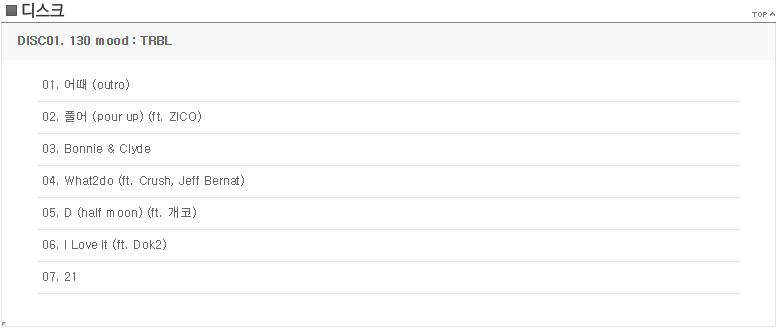 디스크
TOP
DISC01. 130 mood : TRBL
01. 어때 (outro)
02. 풀어 (pour up) (ft. ZICO)
03. Bonnie & Clyde
04. What2do (ft. Crush, Jeff Bernat)
05. D (half moon) (ft. 개코)
06. I Love It (ft. Dok2)
07. 21